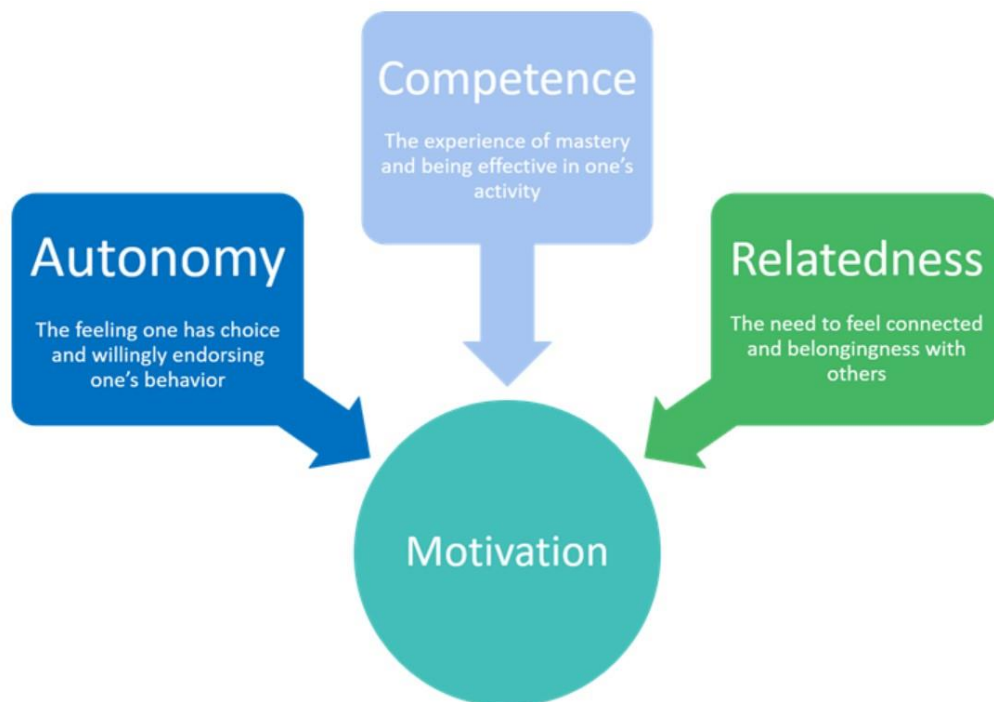 Competence
The experience of mastery
and being effective in one’s
activity
Autonomy
The feeling one has choice
and willingly endorsing
one’s behavior
Relatedness
The need to feel connected
and belongingness with
others
Motivation